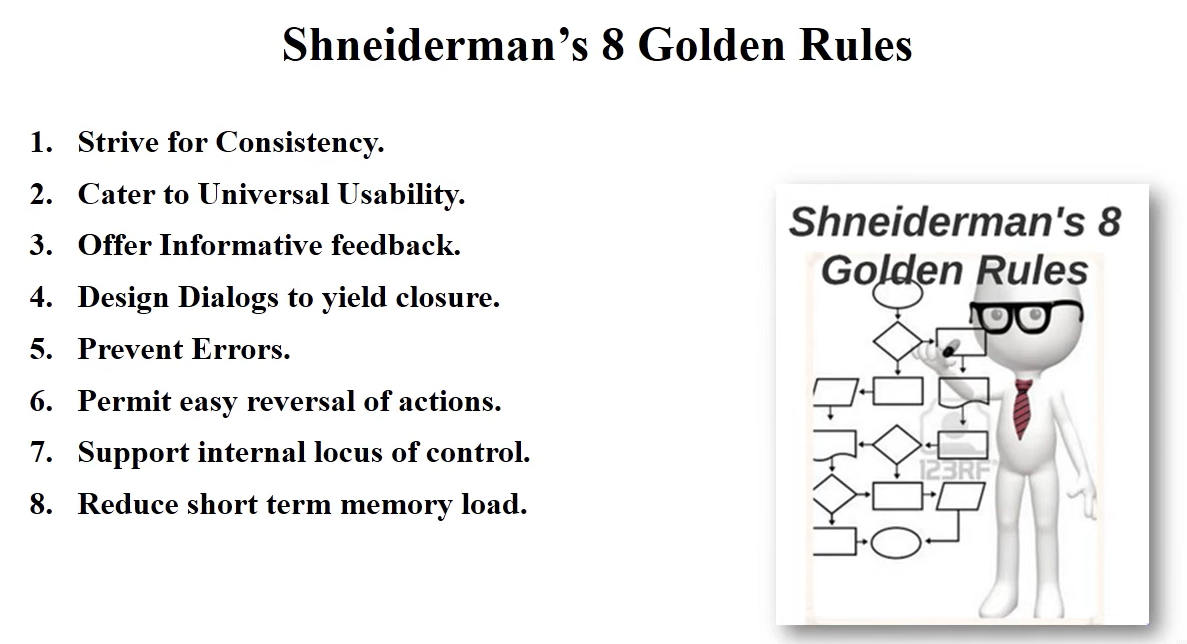 Shneiderman’s 8 Golden Rules
1. Strive for Consistency.
2. Cater to Universal Usability.
3. Offer Informative feedback.
4. Design Dialogs to yield closure.
5. Prevent Errors.
6. Permit easy reversal of actions.
7. Support internal locus of control.
8. Reduce short term memory load.
Shneiderman's 8
Golden Rules
123RF